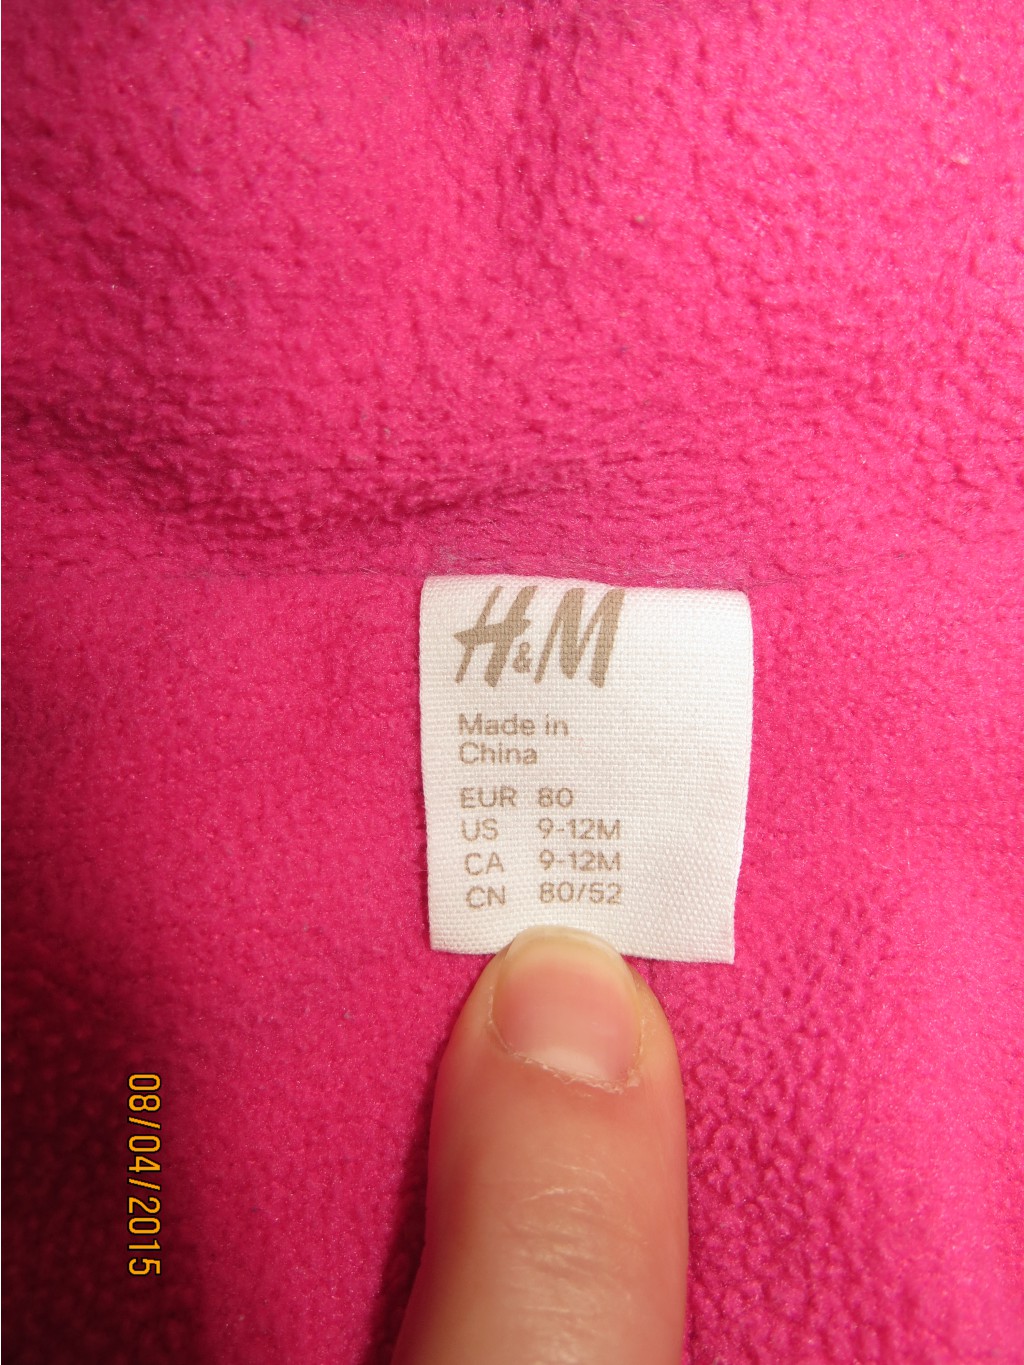 H&M
Made in
China
EUR 80
US 9-12M
CA 9-12M
CN 80/52
08/04/2015